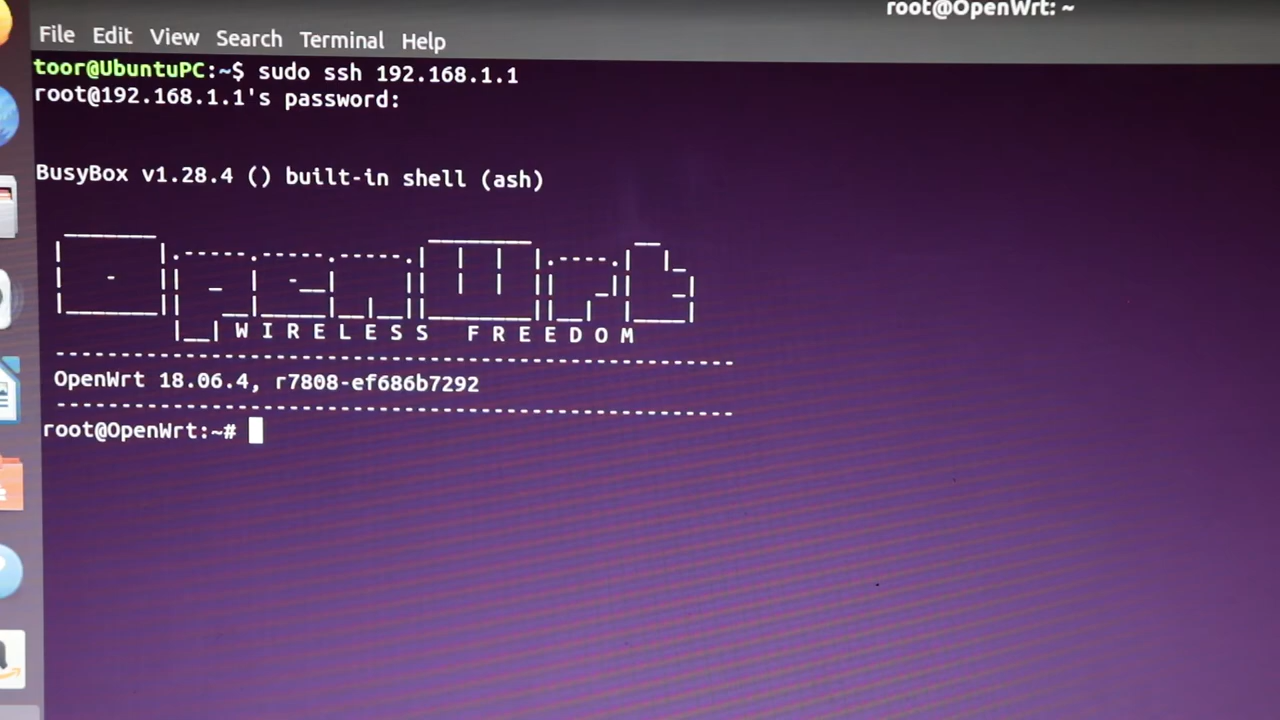 root@OpenWrt: ~
File Edit View Search Terminal Help
toor@UbuntuPC:~$ sudo ssh 192.168.1.1
root@192.168.1.1's password:
BusyBox v1.28.4 () built-in shell (ash)
OpenWrt
W I R E L E S S   F R E E D O M
-----------------------------------------------------
OpenWrt 18.06.4, r7808-ef686b7292
-----------------------------------------------------
root@OpenWrt:~#